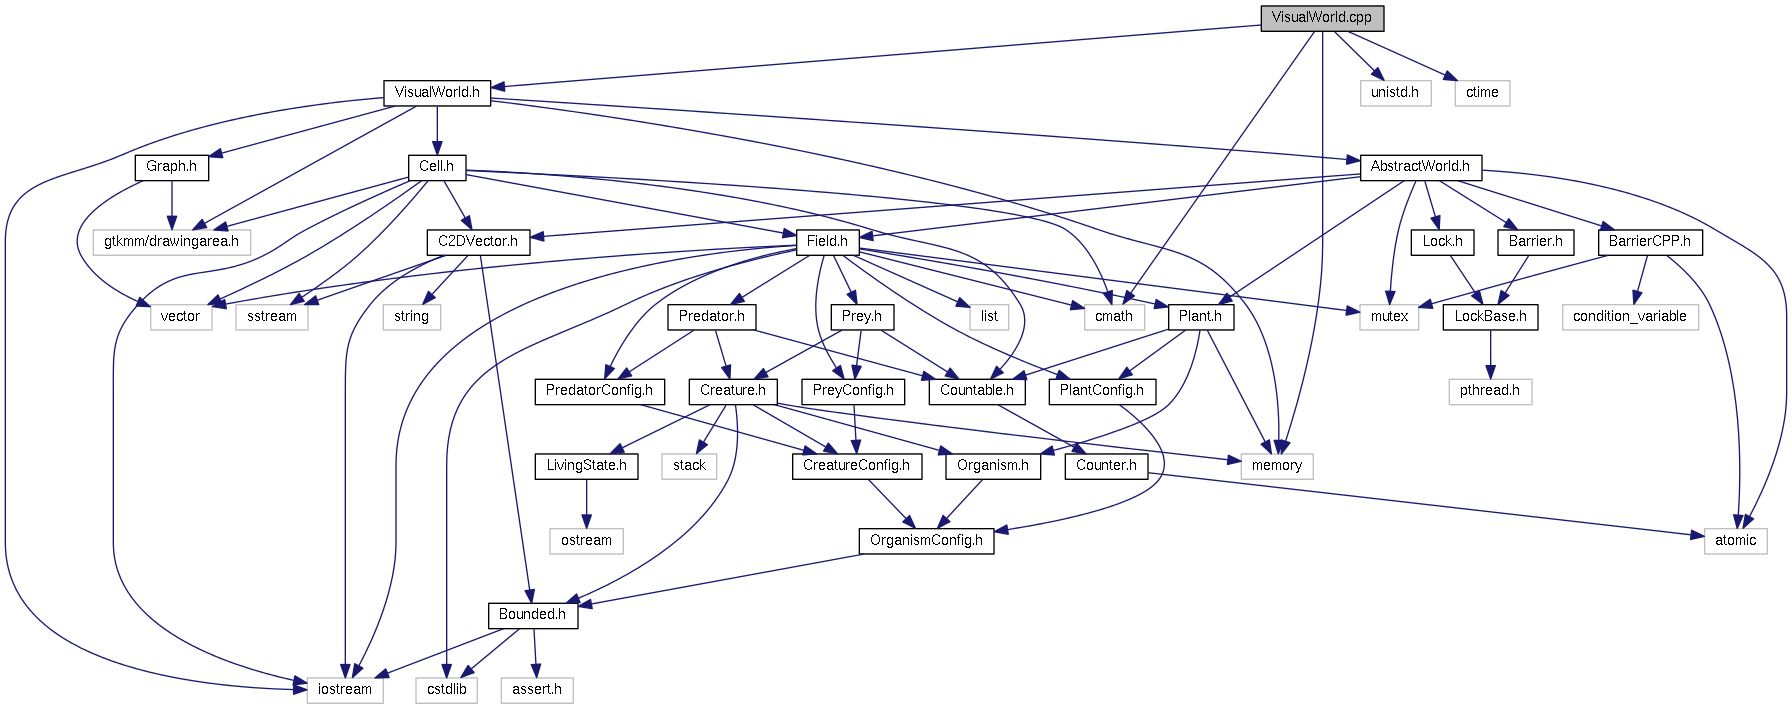 VisualWorld.cpp
VisualWorld.h
unistd.h
ctime
Graph.h
Cell.h
AbstractWorld.h
gtkmm/drawingarea.h
C2DVector.h
Field.h
Lock.h
Barrier.h
BarrierCPP.h
vector
sstream
string
Predator.h
Prey.h
list
cmath
Plant.h
mutex
LockBase.h
condition_variable
PredatorConfig.h
Creature.h
PreyConfig.h
Countable.h
PlantConfig.h
pthread.h
LivingState.h
stack
CreatureConfig.h
Organism.h
Counter.h
memory
ostream
OrganismConfig.h
atomic
Bounded.h
iostream
cstdlib
assert.h